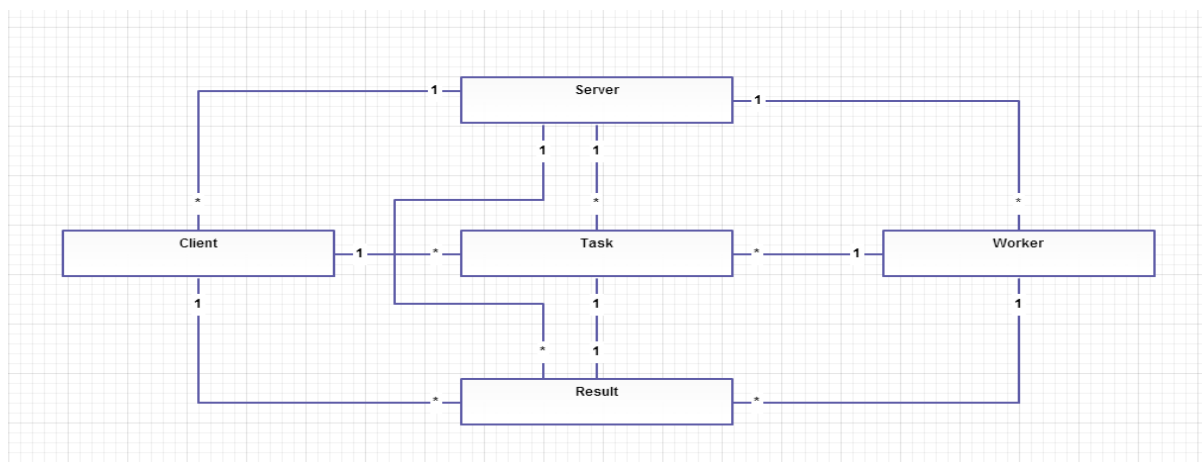 1 Server 1
1 1
* * *
Client 1 * Task * 1 Worker
1 1 1
* 1
* Result *